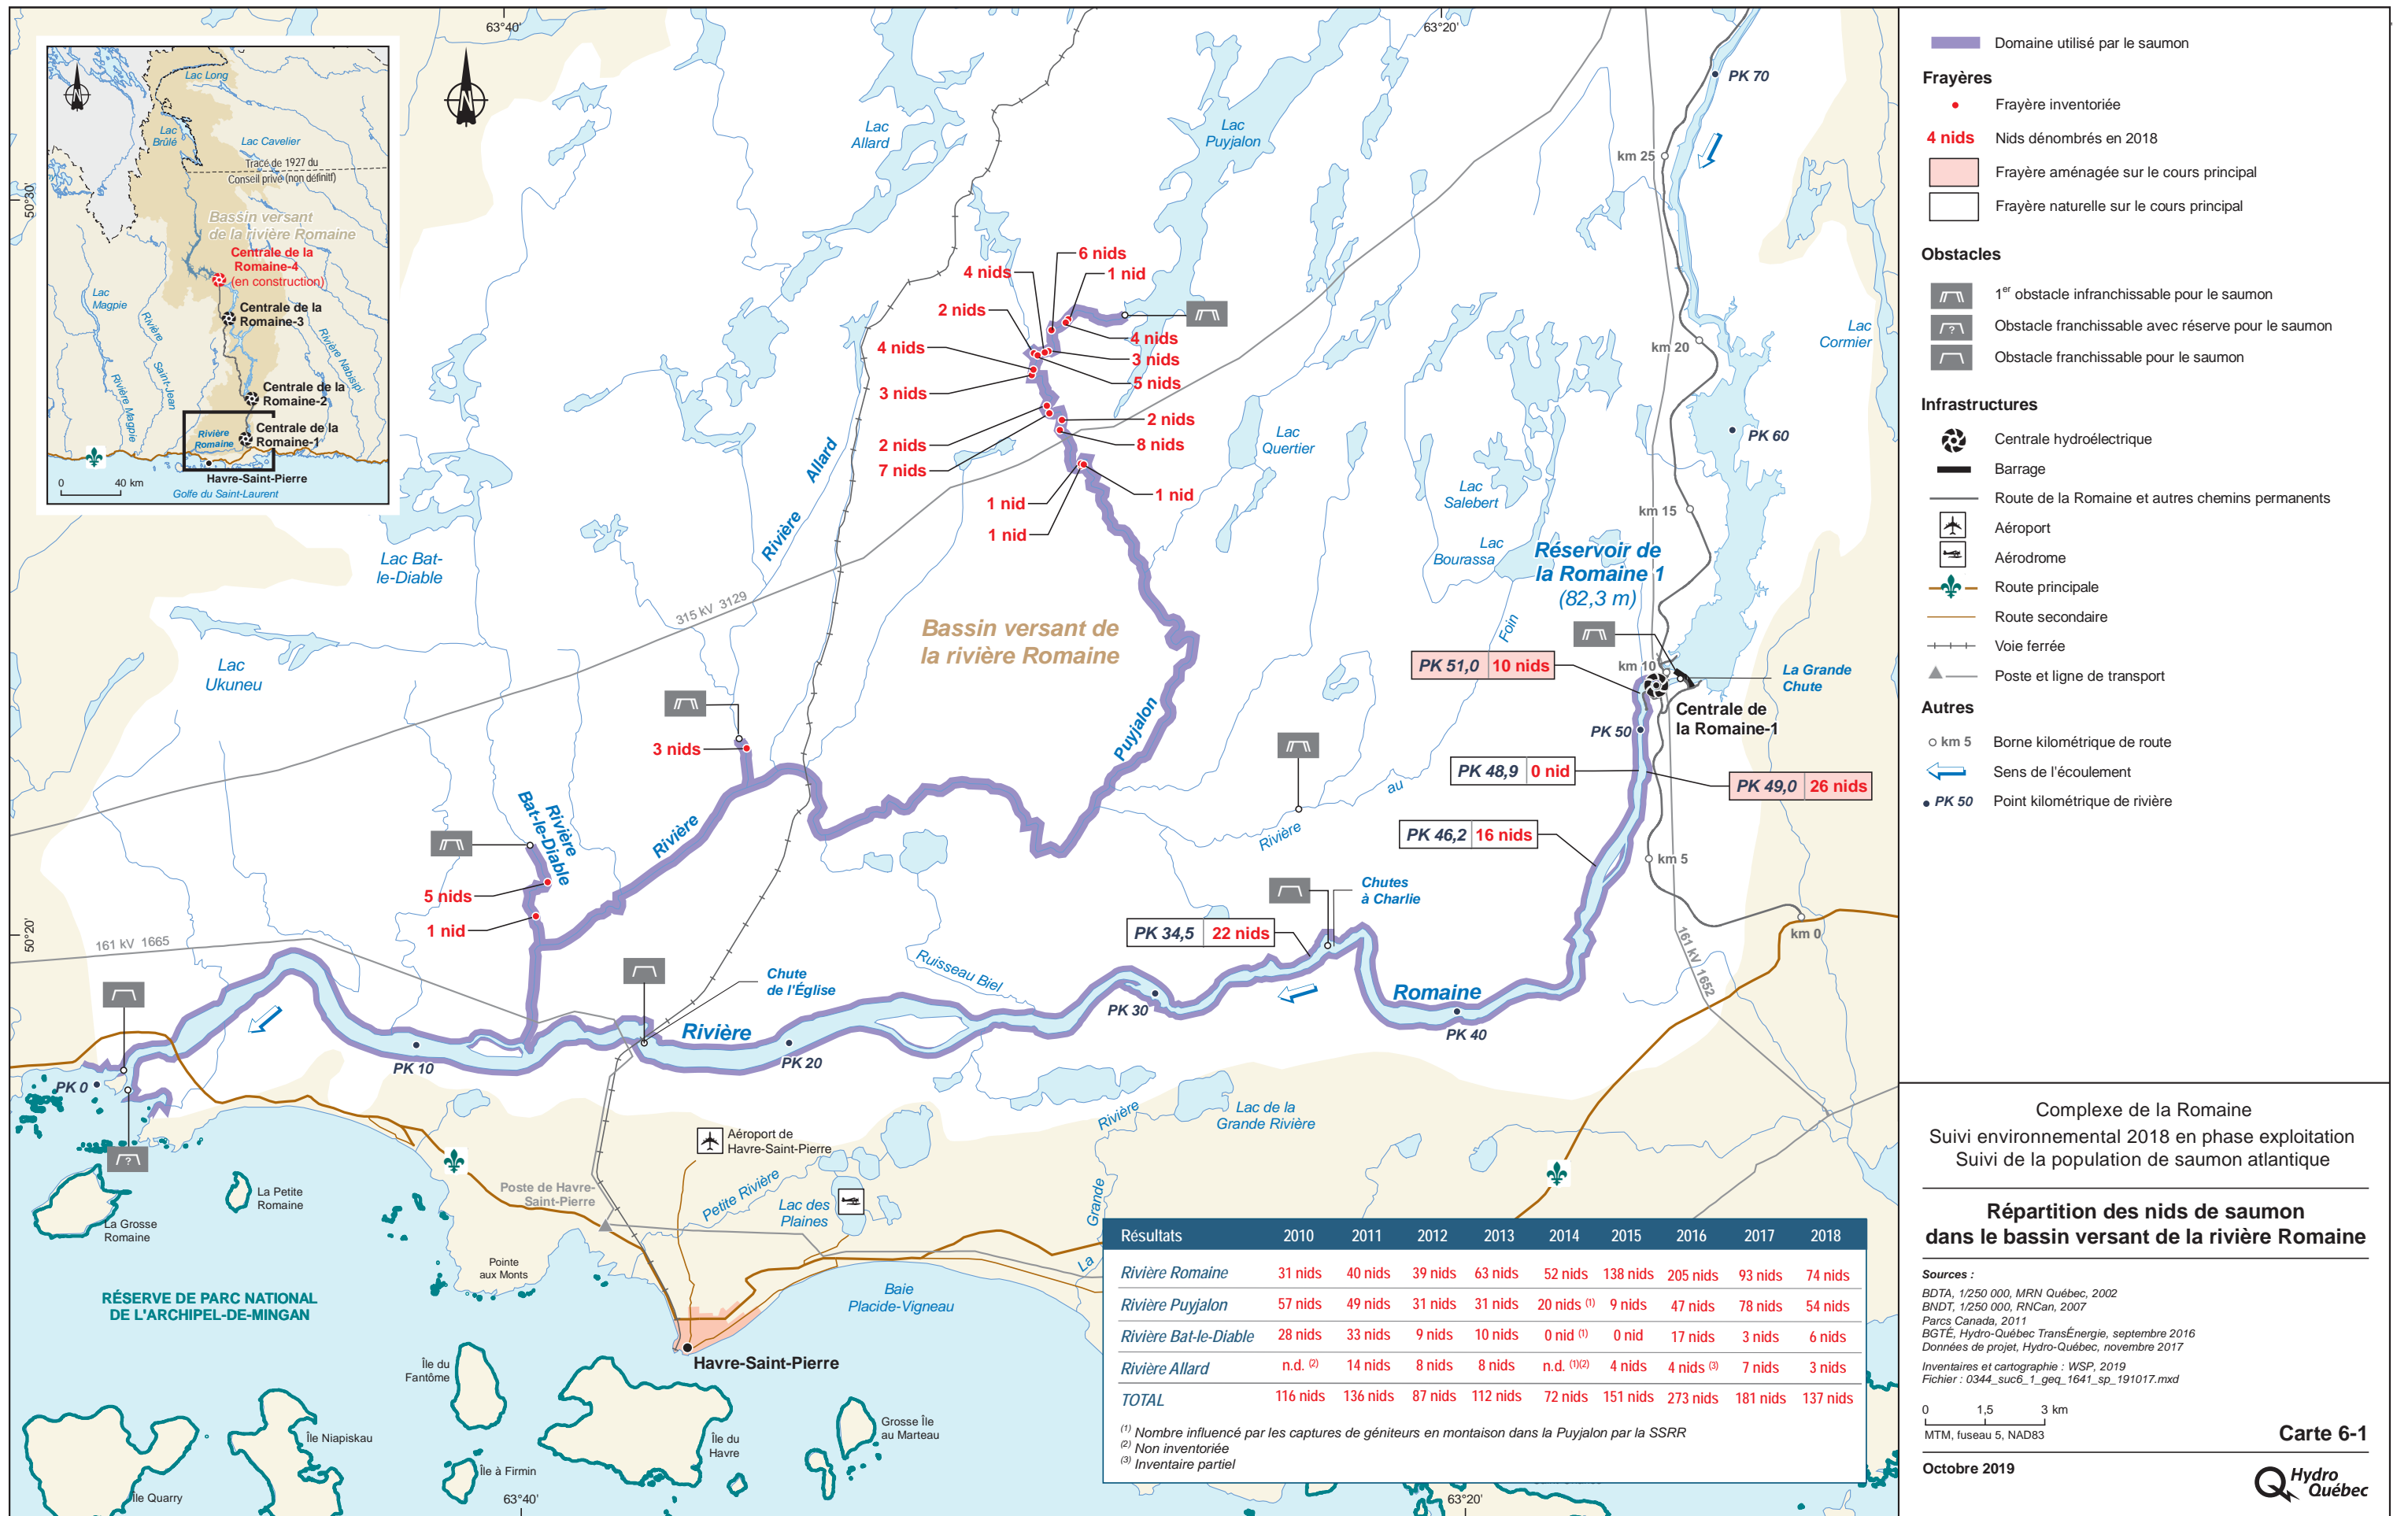 63°40'
63°20'
50°30'
50°20'
63°40'
63°20'
Lac Long
Lac
Brûlé
Lac Cavelier
Tracé de 1927 du
Conseil privé (non définitif)
Bassin versant
de la rivière Romaine
Centrale de la
Romaine-4
(en construction)
Lac
Magpie
Centrale de la
Romaine-3
Rivière
Saint-Jean
Rivière Magpie
Rivière Nabisipi
Centrale de la
Romaine-2
Centrale de la
Romaine-1
Rivière
Romaine
Havre-Saint-Pierre
0 40 km
Golfe du Saint-Laurent
Lac
Allard
Lac
Puyjalon
PK 70
km 25
6 nids
4 nids
1 nid
2 nids
4 nids
4 nids
3 nids
5 nids
3 nids
2 nids
2 nids
8 nids
7 nids
1 nid
1 nid
1 nid
km 20
Lac
Cormier
PK 60
Lac
Quertier
Lac
Salebert
km 15
Lac
Bourassa
Réservoir de
la Romaine 1
(82,3 m)
Rivière Allard
Lac Bat-
le-Diable
315 kV 3129
Lac
Ukuneu
Bassin versant de
la rivière Romaine
Foin
PK 51,0 10 nids
km 10
La Grande
Chute
Centrale de
la Romaine-1
PK 50
3 nids
Puyjalon
PK 48,9 0 nid
PK 49,0 26 nids
au
Rivière
Rivière
Bat-le-Diable
Rivière
PK 46,2 16 nids
km 5
5 nids
1 nid
Chutes
à Charlie
PK 34,5 22 nids
km 0
161 kV 1665
161 kV 1652
Ruisseau Biel
Chute
de l'Église
Romaine
PK 30
PK 40
Rivière
PK 20
PK 10
PK 0
Rivière
Lac de la
Grande Rivière
Aéroport de
Havre-Saint-Pierre
Poste de Havre-
Saint-Pierre
Petite Rivière
Lac des
Plaines
Grande
La
La Petite
Romaine
La Grosse
Romaine
Pointe
aux Monts
RÉSERVE DE PARC NATIONAL
DE L'ARCHIPEL-DE-MINGAN
Baie
Placide-Vigneau
Havre-Saint-Pierre
Île du
Fantôme
Île Niapiskau
Île à Firmin
Île du
Havre
Grosse Île
au Marteau
Île Quarry
Résultats 2010 2011 2012 2013 2014 2015 2016 2017 2018
Rivière Romaine 31 nids 40 nids 39 nids 63 nids 52 nids 138 nids 205 nids 93 nids 74 nids
Rivière Puyjalon 57 nids 49 nids 31 nids 31 nids 20 nids (1) 9 nids 47 nids 78 nids 54 nids
Rivière Bat-le-Diable 28 nids 33 nids 9 nids 10 nids 0 nid (1) 0 nid 17 nids 3 nids 6 nids
Rivière Allard n.d. (2) 14 nids 8 nids 8 nids n.d. (1)(2) 4 nids 4 nids (3) 7 nids 3 nids
TOTAL 116 nids 136 nids 87 nids 112 nids 72 nids 151 nids 273 nids 181 nids 137 nids
(1) Nombre influencé par les captures de géniteurs en montaison dans la Puyjalon par la SSRR
(2) Non inventoriée
(3) Inventaire partiel
Domaine utilisé par le saumon
Frayères
Frayère inventoriée
4 nids Nids dénombrés en 2018
Frayère aménagée sur le cours principal
Frayère naturelle sur le cours principal
Obstacles
1er obstacle infranchissable pour le saumon
? Obstacle franchissable avec réserve pour le saumon
Obstacle franchissable pour le saumon
Infrastructures
Centrale hydroélectrique
Barrage
Route de la Romaine et autres chemins permanents
Aéroport
Aérodrome
Route principale
Route secondaire
Voie ferrée
Poste et ligne de transport
Autres
km 5 Borne kilométrique de route
Sens de l'écoulement
PK 50 Point kilométrique de rivière
Complexe de la Romaine
Suivi environnemental 2018 en phase exploitation
Suivi de la population de saumon atlantique
Répartition des nids de saumon
dans le bassin versant de la rivière Romaine
Sources :
BDTA, 1/250 000, MRN Québec, 2002
BNDT, 1/250 000, RNCan, 2007
Parcs Canada, 2011
BGTÉ, Hydro-Québec TransÉnergie, septembre 2016
Données de projet, Hydro-Québec, novembre 2017
Inventaires et cartographie : WSP, 2019
Fichier : 0344_suc6_1_geq_1641_sp_191017.mxd
0 1,5 3 km
MTM, fuseau 5, NAD83
Carte 6-1
Octobre 2019
Hydro
Québec